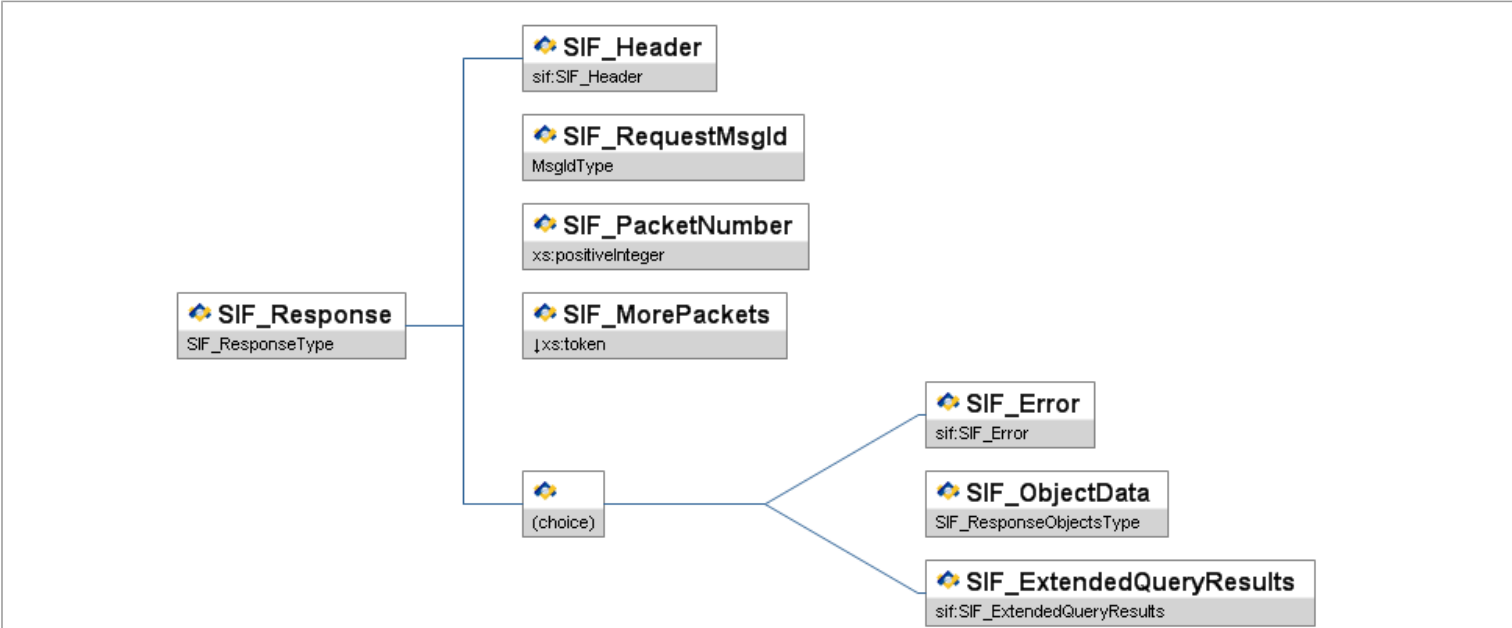 SIF_Header
sif:SIF_Header
SIF_RequestMsgId
MsgIdType
SIF_PacketNumber
xs:positiveInteger
SIF_Response
SIF_ResponseType
SIF_MorePackets
↓xs:token
SIF_Error
sif:SIF_Error
(choice)
SIF_ObjectData
SIF_ResponseObjectsType
SIF_ExtendedQueryResults
sif:SIF_ExtendedQueryResults